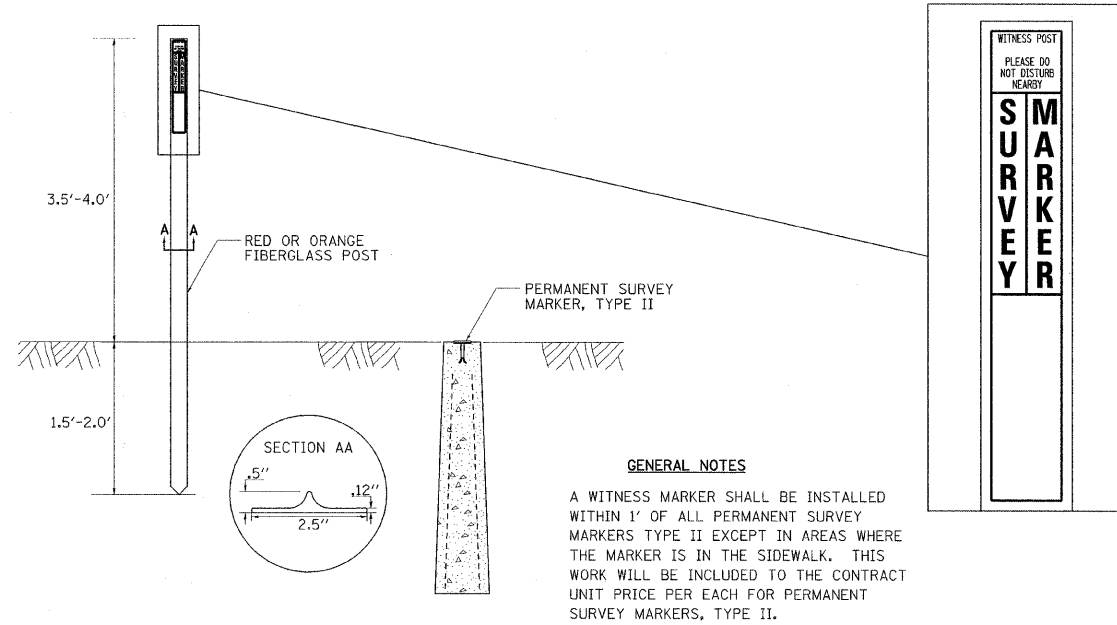 WITNESS POST
PLEASE DO
NOT DISTURB
NEARBY
SURVEY
MARKER
3.5'-4.0'
A A
RED OR ORANGE
FIBERGLASS POST
PERMANENT SURVEY
MARKER, TYPE II
1.5'-2.0'
SECTION AA
.5"
.12"
2.5"
GENERAL NOTES
A WITNESS MARKER SHALL BE INSTALLED
WITHIN 1' OF ALL PERMANENT SURVEY
MARKERS TYPE II EXCEPT IN AREAS WHERE
THE MARKER IS IN THE SIDEWALK. THIS
WORK WILL BE INCLUDED TO THE CONTRACT
UNIT PRICE PER EACH FOR PERMANENT
SURVEY MARKERS, TYPE II.